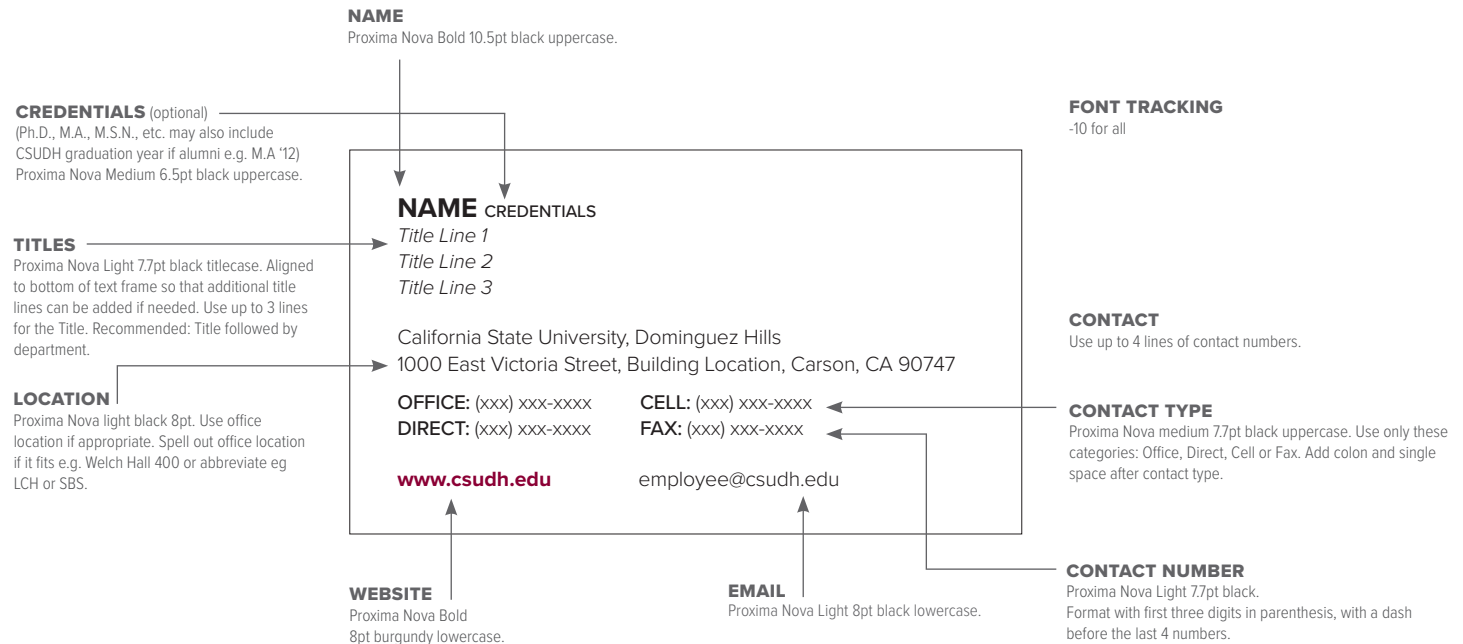 NAME
Proxima Nova Bold 10.5pt black uppercase.
CREDENTIALS (optional)
(Ph.D., M.A., M.S.N., etc. may also include
CSUDH graduation year if alumni e.g. M.A ‘12)
Proxima Nova Medium 6.5pt black uppercase.
TITLES
Proxima Nova Light 7.7pt black titlecase. Aligned
to bottom of text frame so that additional title
lines can be added if needed. Use up to 3 lines
for the Title. Recommended: Title followed by
department.
LOCATION
Proxima Nova light black 8pt. Use office
location if appropriate. Spell out office location
if it fits e.g. Welch Hall 400 or abbreviate eg
LCH or SBS.
NAME CREDENTIALS
Title Line 1
Title Line 2
Title Line 3
California State University, Dominguez Hills
1000 East Victoria Street, Building Location, Carson, CA 90747
OFFICE: (xxx) xxx-xxxx CELL: (xxx) xxx-xxxx
DIRECT: (xxx) xxx-xxxx FAX: (xxx) xxx-xxxx
www.csudh.edu employee@csudh.edu
WEBSITE
Proxima Nova Bold
8pt burgundy lowercase.
EMAIL
Proxima Nova Light 8pt black lowercase.
FONT TRACKING
-10 for all
CONTACT
Use up to 4 lines of contact numbers.
CONTACT TYPE
Proxima Nova medium 7.7pt black uppercase. Use only these
categories: Office, Direct, Cell or Fax. Add colon and single
space after contact type.
CONTACT NUMBER
Proxima Nova Light 7.7pt black.
Format with first three digits in parenthesis, with a dash
before the last 4 numbers.